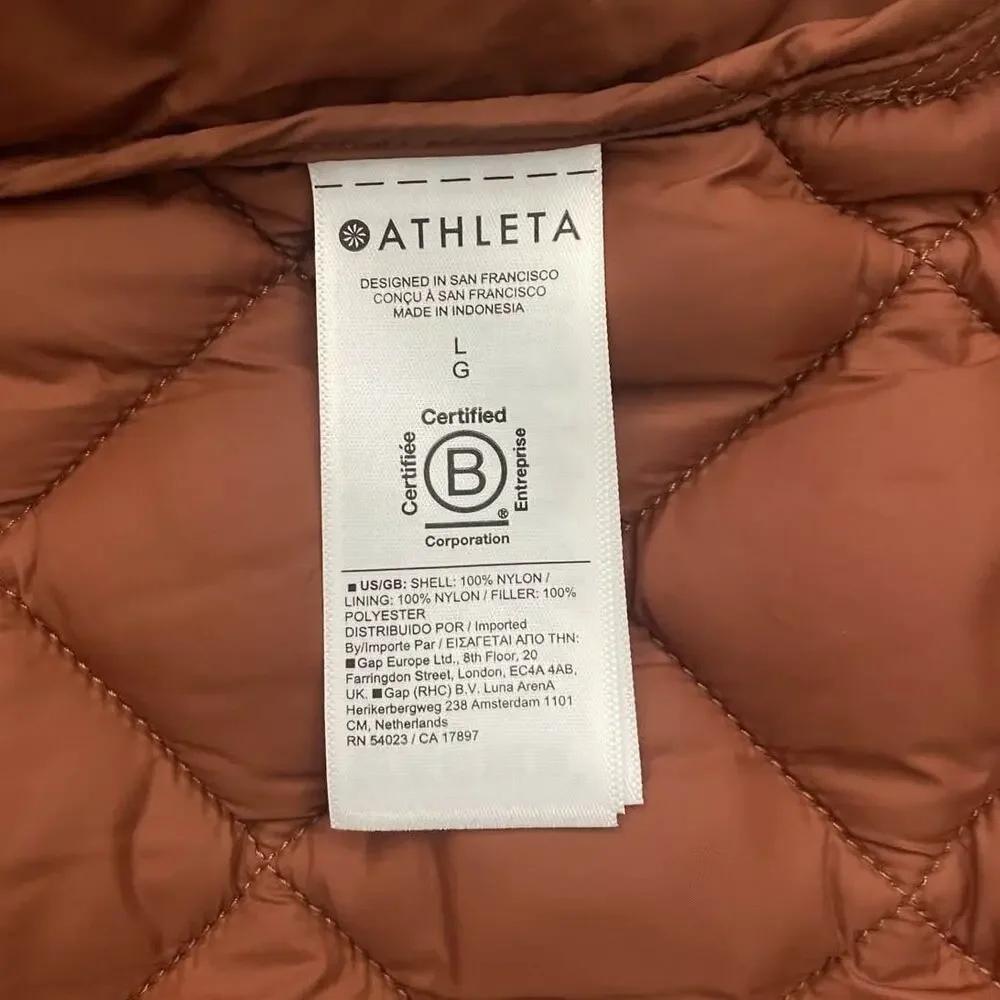 ATHLETA
DESIGNED IN SAN FRANCISCO
CONÇU À SAN FRANCISCO
MADE IN INDONESIA
L
G
Certified
Certifiée
B
Entreprise
®
Corporation
■ US/GB: SHELL: 100% NYLON /
LINING: 100% NYLON / FILLER: 100%
POLYESTER
DISTRIBUIDO POR / Imported
By/Importe Par / ΕΙΣΑΓΕΤΑΙ ΑΠΟ ΤΗΝ:
■Gap Europe Ltd., 8th Floor, 20
Farringdon Street, London, EC4A 4AB,
UK. ■Gap (RHC) B.V. Luna ArenA
Herikerbergweg 238 Amsterdam 1101
CM, Netherlands
RN 54023 / CA 17897